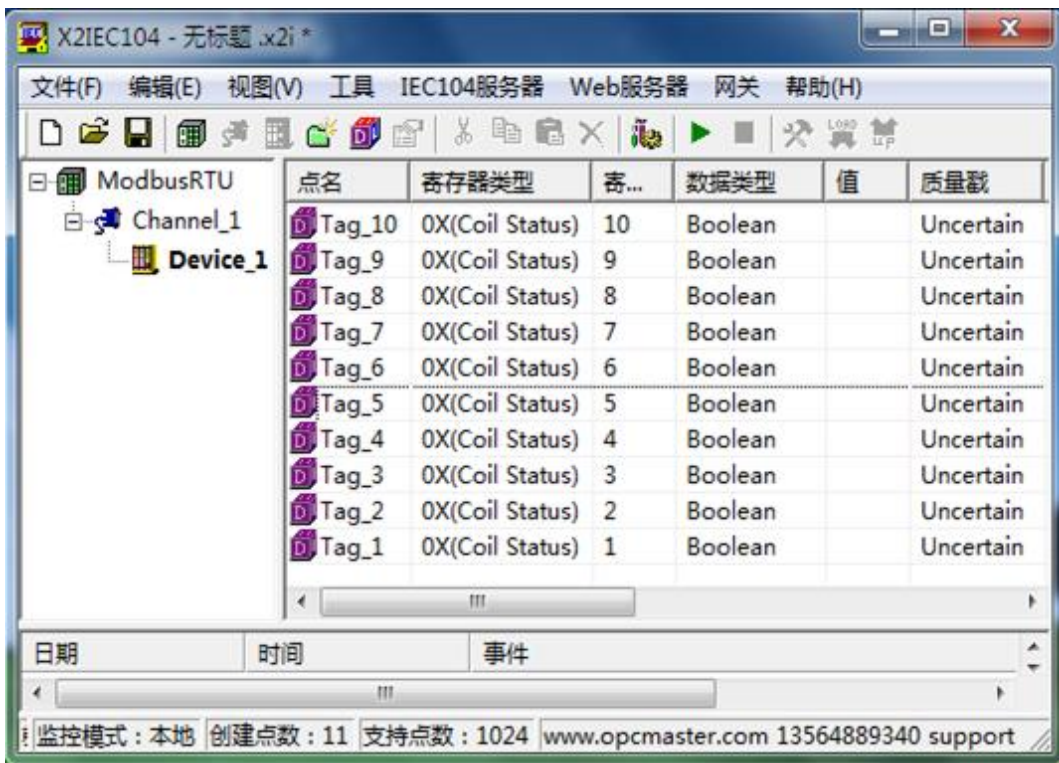 X2IEC104 - 无标题 .x2i *
文件(F) 编辑(E) 视图(V) 工具 IEC104服务器 Web服务器 网关 帮助(H)
ModbusRTU
Channel_1
Device_1
点名 寄存器类型 寄... 数据类型 值 质量戳
Tag_10 0X(Coil Status) 10 Boolean Uncertain
Tag_9 0X(Coil Status) 9 Boolean Uncertain
Tag_8 0X(Coil Status) 8 Boolean Uncertain
Tag_7 0X(Coil Status) 7 Boolean Uncertain
Tag_6 0X(Coil Status) 6 Boolean Uncertain
Tag_5 0X(Coil Status) 5 Boolean Uncertain
Tag_4 0X(Coil Status) 4 Boolean Uncertain
Tag_3 0X(Coil Status) 3 Boolean Uncertain
Tag_2 0X(Coil Status) 2 Boolean Uncertain
Tag_1 0X(Coil Status) 1 Boolean Uncertain
日期 时间 事件
监控模式：本地 创建点数：11 支持点数：1024 www.opcmaster.com 13564889340 support